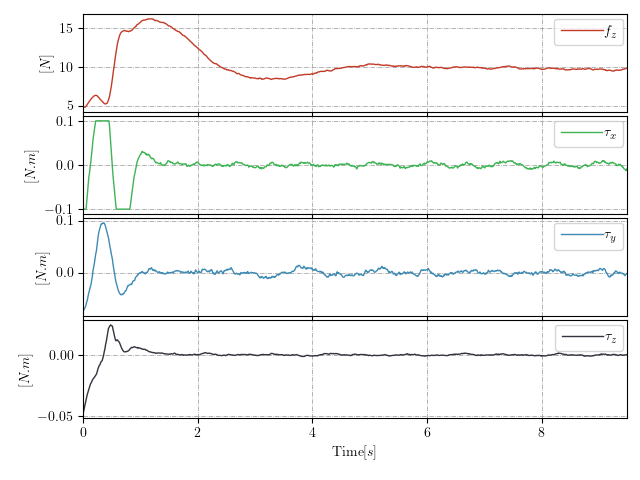 15
10
5
[N]
f_z
0.1
0.0
−0.1
[N.m]
τ_x
0.1
0.0
[N.m]
τ_y
0.00
−0.05
[N.m]
τ_z
0 2 4 6 8
Time[s]